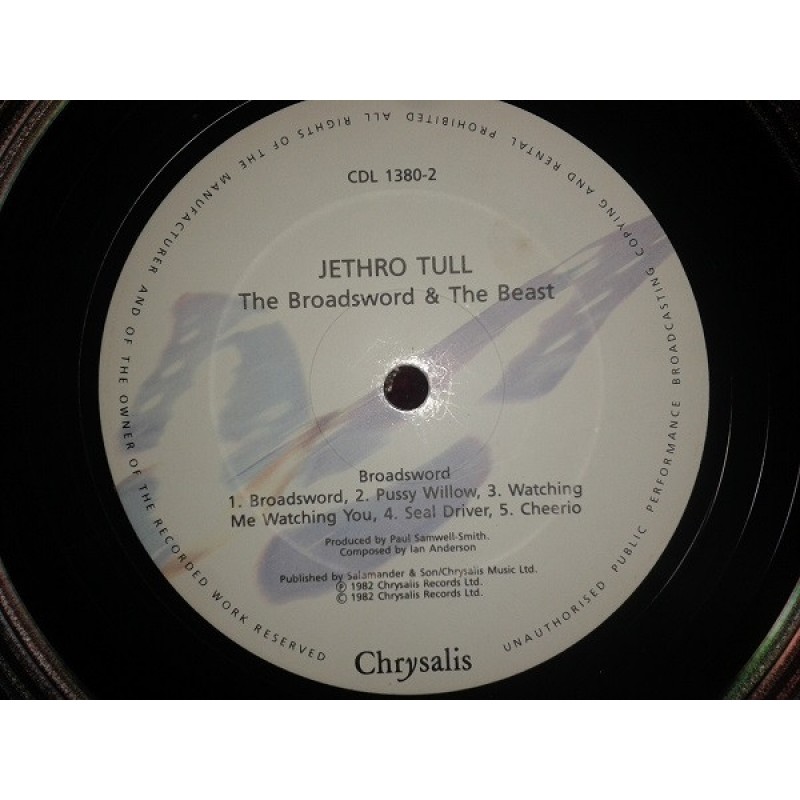 CDL 1380-2
JETHRO TULL
The Broadsword & The Beast
Broadsword
1. Broadsword, 2. Pussy Willow, 3. Watching
Me Watching You, 4. Seal Driver, 5. Cheerio
Produced by Paul Samwell-Smith.
Composed by Ian Anderson
Published by Salamander & Son/Chrysalis Music Ltd.
℗ 1982 Chrysalis Records Ltd.
© 1982 Chrysalis Records Ltd.
Chrysalis
ALL RIGHTS OF THE MANUFACTURER AND OF THE OWNER OF THE RECORDED WORK RESERVED
UNAUTHORISED PUBLIC PERFORMANCE BROADCASTING COPYING AND RENTAL PROHIBITED